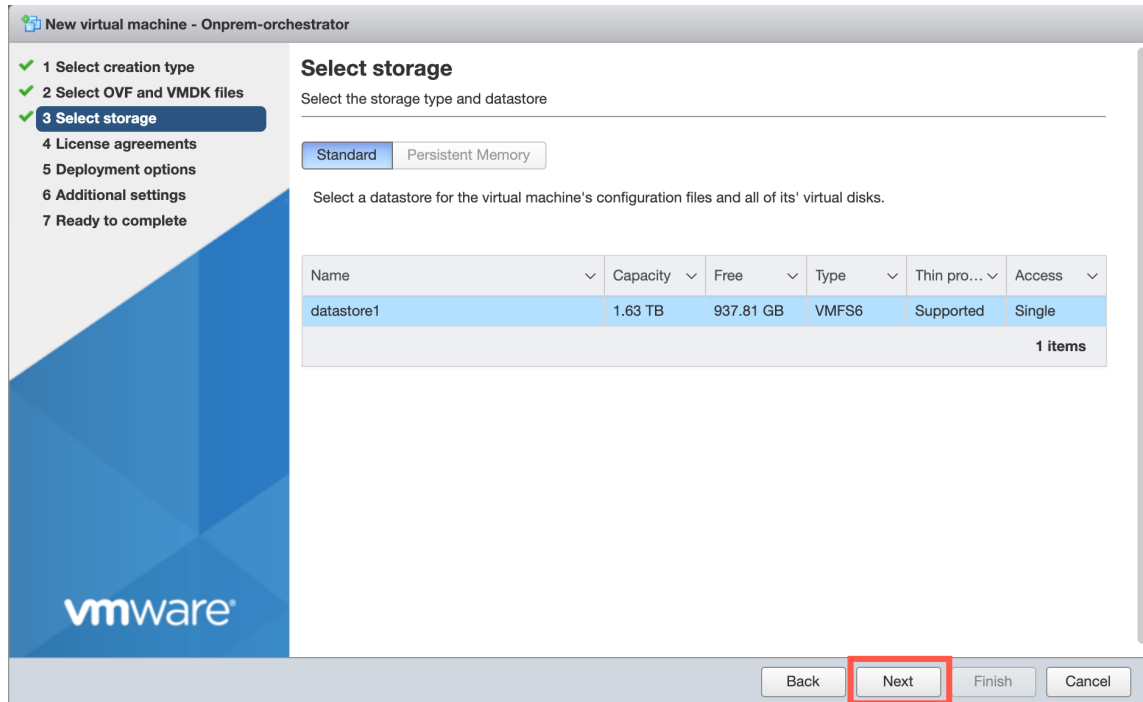 New virtual machine - Onprem-orchestrator
1 Select creation type
2 Select OVF and VMDK files
3 Select storage
4 License agreements
5 Deployment options
6 Additional settings
7 Ready to complete
vmware®
Select storage
Select the storage type and datastore
Standard Persistent Memory
Select a datastore for the virtual machine's configuration files and all of its' virtual disks.
Name Capacity Free Type Thin pro... Access
datastore1 1.63 TB 937.81 GB VMFS6 Supported Single
1 items
Back Next Finish Cancel